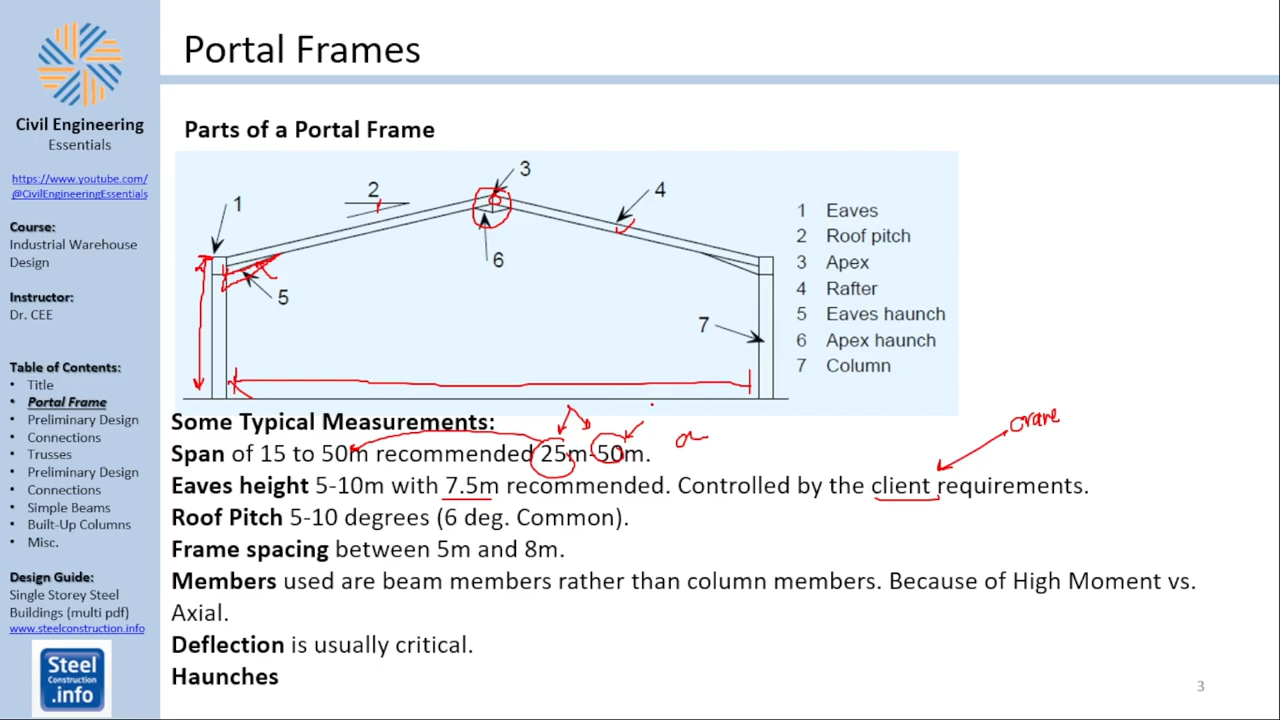 Portal Frames
Civil Engineering
Essentials
https://www.youtube.com/
@CivilEngineeringEssentials
Course:
Industrial Warehouse
Design
Instructor:
Dr. CEE
Table of Contents:
• Title
• Portal Frame
• Preliminary Design
• Connections
• Trusses
• Preliminary Design
• Connections
• Simple Beams
• Built-Up Columns
• Misc.
Design Guide:
Single Storey Steel
Buildings (multi pdf)
www.steelconstruction.info
Steel
Construction
.info
Parts of a Portal Frame
1
2
3
4
5
6
7
1 Eaves
2 Roof pitch
3 Apex
4 Rafter
5 Eaves haunch
6 Apex haunch
7 Column
crane
Some Typical Measurements:
Span of 15 to 50m recommended 25m-50m.
Eaves height 5-10m with 7.5m recommended. Controlled by the client requirements.
Roof Pitch 5-10 degrees (6 deg. Common).
Frame spacing between 5m and 8m.
Members used are beam members rather than column members. Because of High Moment vs.
Axial.
Deflection is usually critical.
Haunches
3